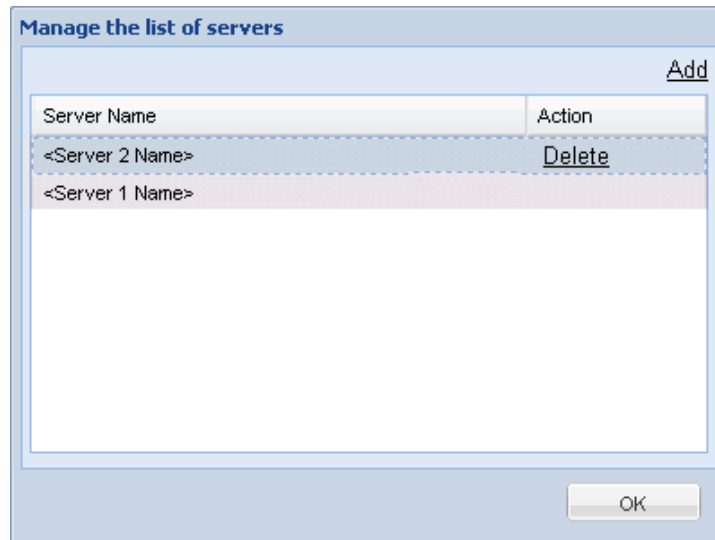 Manage the list of servers
Add
Server Name Action
<Server 2 Name> Delete
<Server 1 Name>
OK